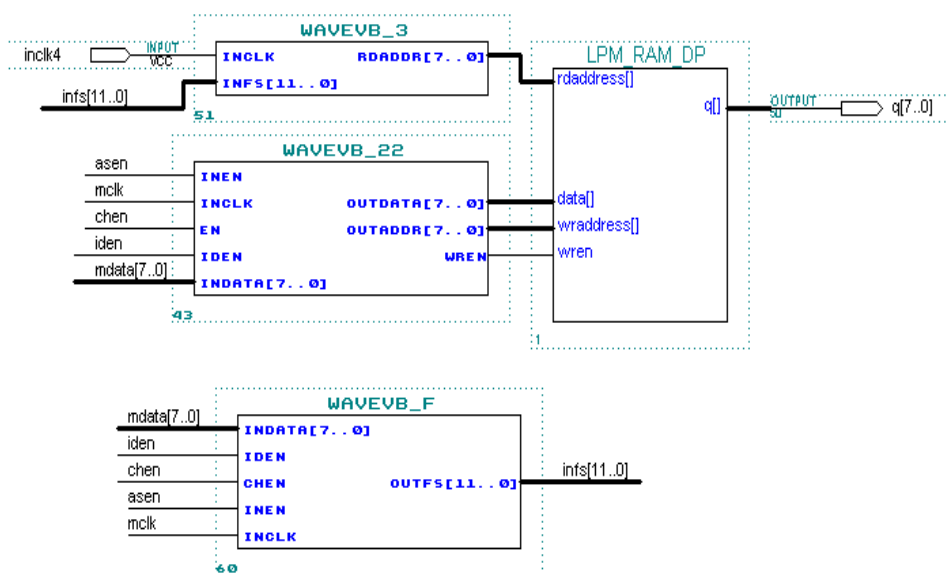 WAVEVB_3
inclk4
INPUT
VCC
INCLK
RDADDR[7..0]
infs[11..0]
INFS[11..0]
51
LPM_RAM_DP
rdaddress[]
q[]
OUTPUT
q[7..0]
data[]
wraddress[]
wren
1
WAVEVB_22
asen
INEN
mclk
INCLK
OUTDATA[7..0]
chen
EN
OUTADDR[7..0]
iden
IDEN
WREN
mdata[7..0]
INDATA[7..0]
43
WAVEVB_F
mdata[7..0]
INDATA[7..0]
iden
IDEN
chen
CHEN
OUTFS[11..0]
infs[11..0]
asen
INEN
mclk
INCLK
60